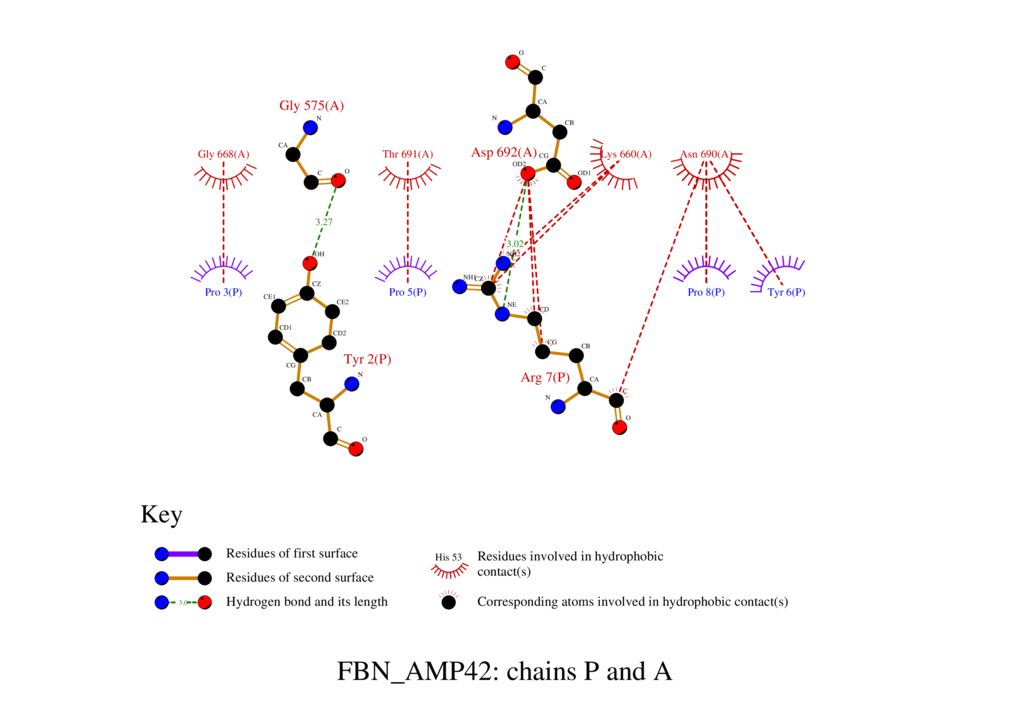 O
C
CA
N
CB
Gly 575(A)
N
CA
C
O
Gly 668(A)
Thr 691(A)
Asp 692(A)
CG
OD2
OD1
Lys 660(A)
Asn 690(A)
3.27
3.02
OH
NH1
CZ
NE
CD
Pro 3(P)
Pro 5(P)
Pro 8(P)
Tyr 6(P)
CZ
CE1
CE2
CD1
CD2
CG
Tyr 2(P)
CB
N
CA
C
O
CG
CB
Arg 7(P)
CA
N
C
O
Key
Residues of first surface
Residues of second surface
Hydrogen bond and its length
His 53
Residues involved in hydrophobic
contact(s)
Corresponding atoms involved in hydrophobic contact(s)
FBN_AMP42: chains P and A